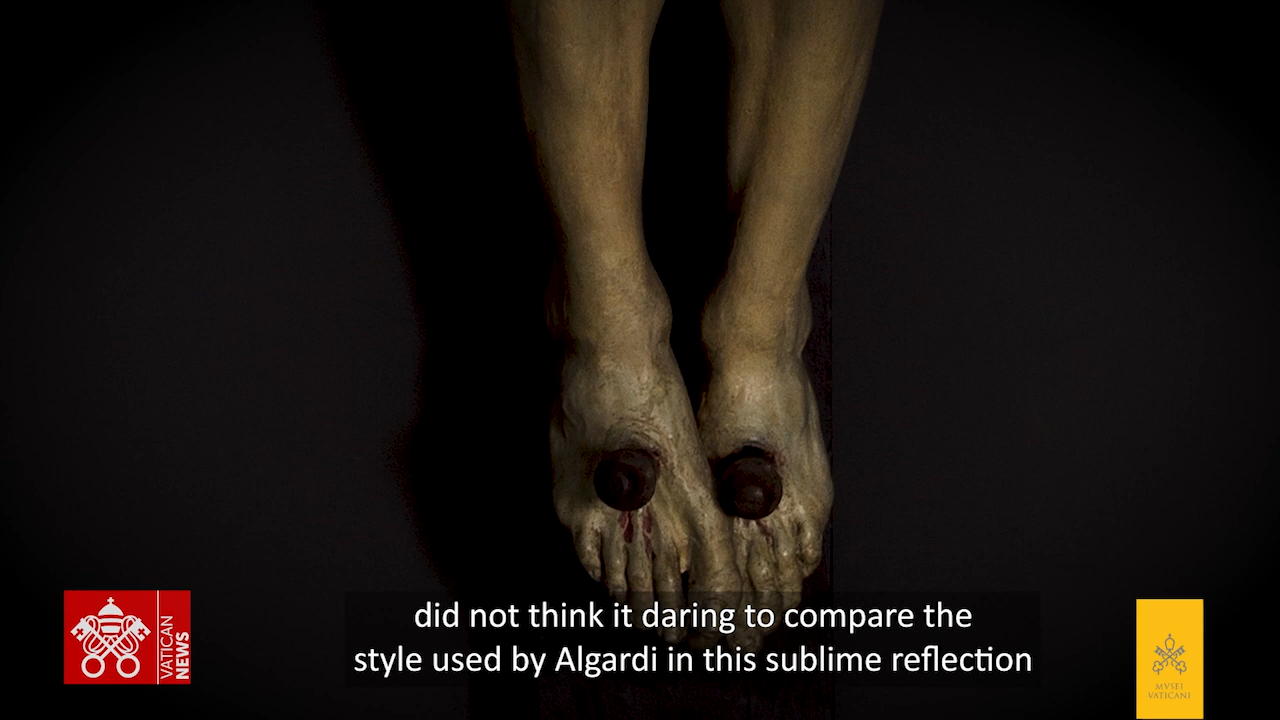 did not think it daring to compare the
style used by Algardi in this sublime reflection
VATICAN
NEWS
MVSEI
VATICANI